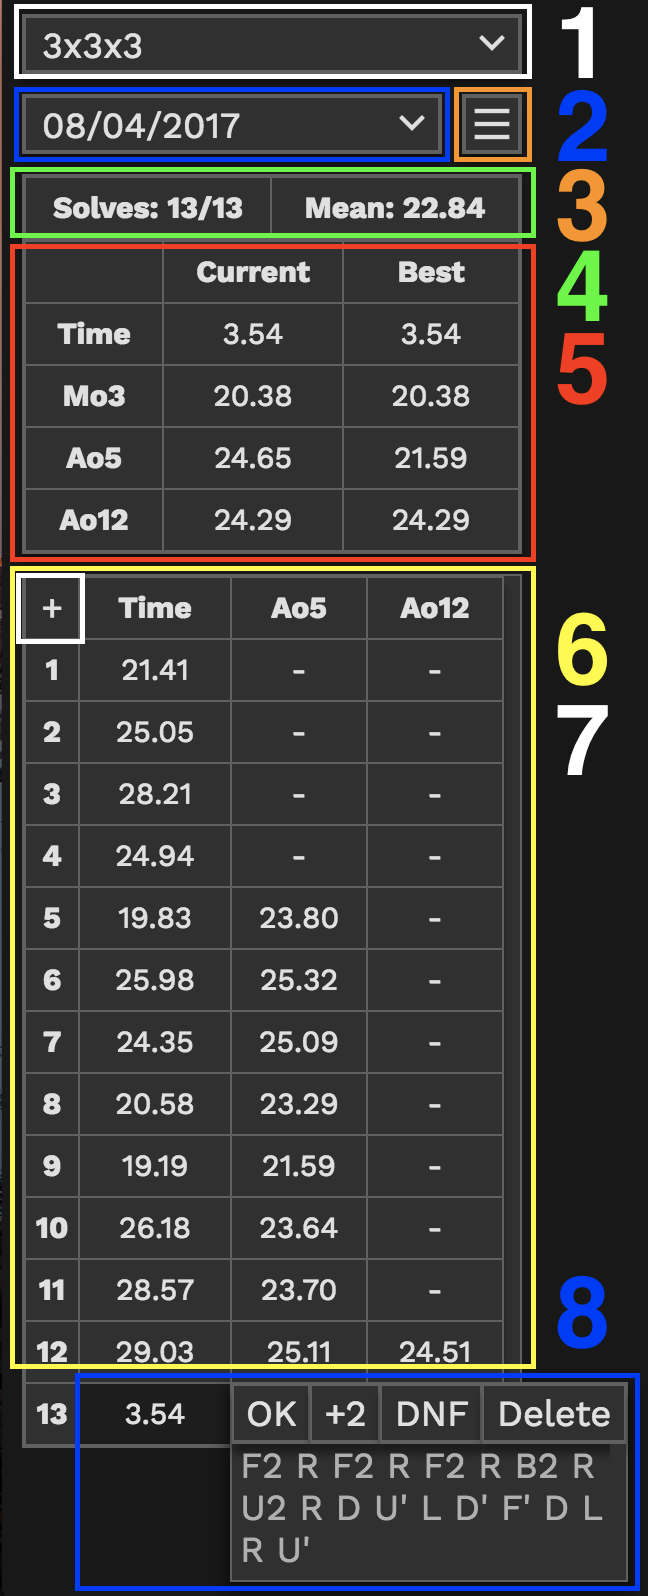 3x3x3 1
08/04/2017 2
3
Solves: 13/13 Mean: 22.84
4
Current Best
5
Time 3.54 3.54
Mo3 20.38 20.38
Ao5 24.65 21.59
Ao12 24.29 24.29
+ Time Ao5 Ao12
6
1 21.41 - -
2 25.05 - -
7
3 28.21 - -
4 24.94 - -
5 19.83 23.80 -
6 25.98 25.32 -
7 24.35 25.09 -
8 20.58 23.29 -
9 19.19 21.59 -
10 26.18 23.64 -
11 28.57 23.70 -
8
12 29.03 25.11 24.51
13 3.54 OK +2 DNF Delete
F2 R F2 R F2 R B2 R
U2 R D U' L D' F' D L
R U'